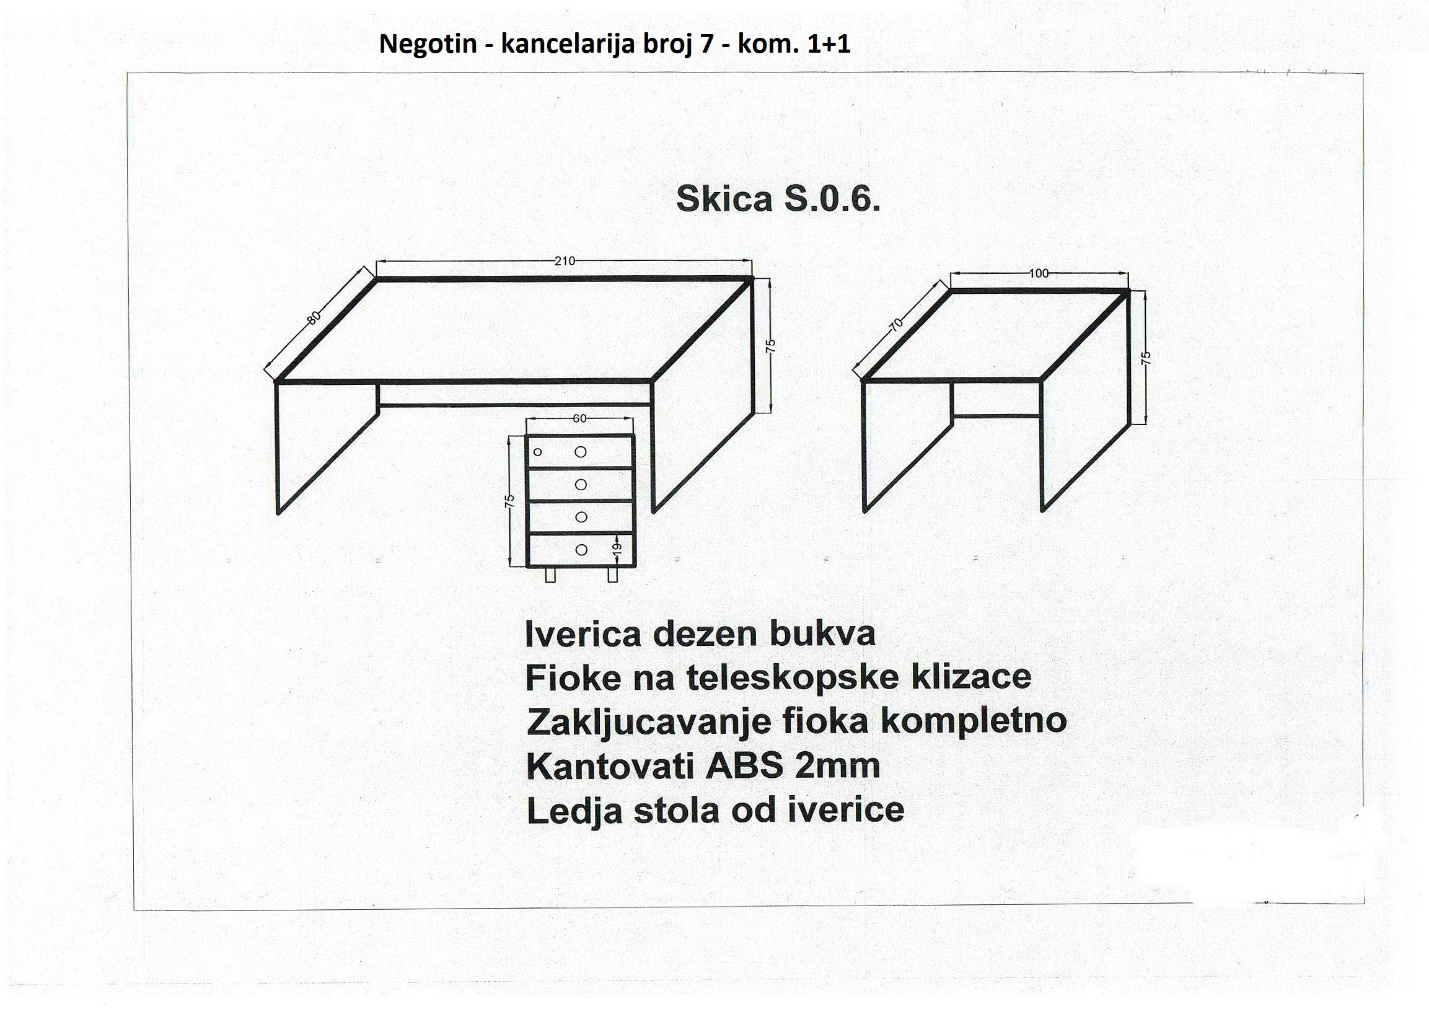 Negotin - kancelarija broj 7 - kom. 1+1
Skica S.0.6.
210
80
75
100
70
75
60
75
19
Iverica dezen bukva
Fioke na teleskopske klizace
Zakljucavanje fioka kompletno
Kantovati ABS 2mm
Ledja stola od iverice